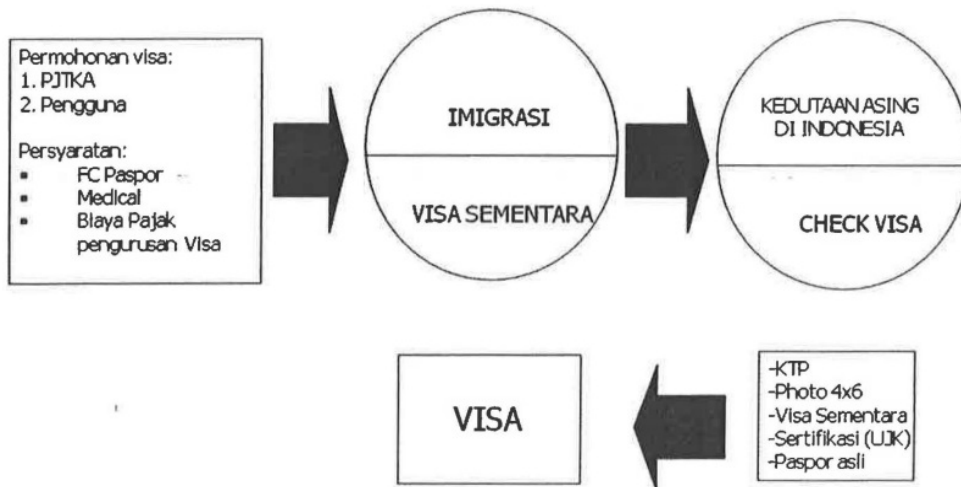 Permohonan visa:
1. PJTKA
2. Pengguna
Persyaratan:
▪ FC Paspor
▪ Medical
▪ Biaya Pajak
pengurusan Visa
IMIGRASI
VISA SEMENTARA
KEDUTAAN ASING
DI INDONESIA
CHECK VISA
-KTP
-Photo 4x6
-Visa Sementara
-Sertifikasi (UJK)
-Paspor asli
VISA